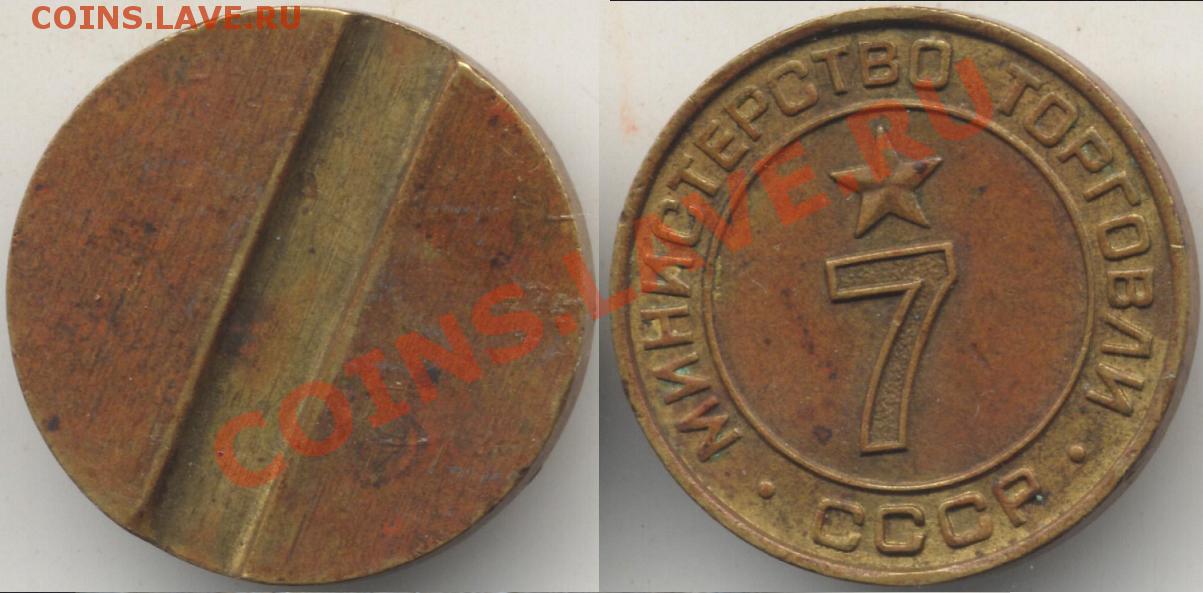 COINS.LAVE.RU
МИНИСТЕРСТВО ТОРГОВЛИ
7
· СССР ·
COINS.LAVE.RU